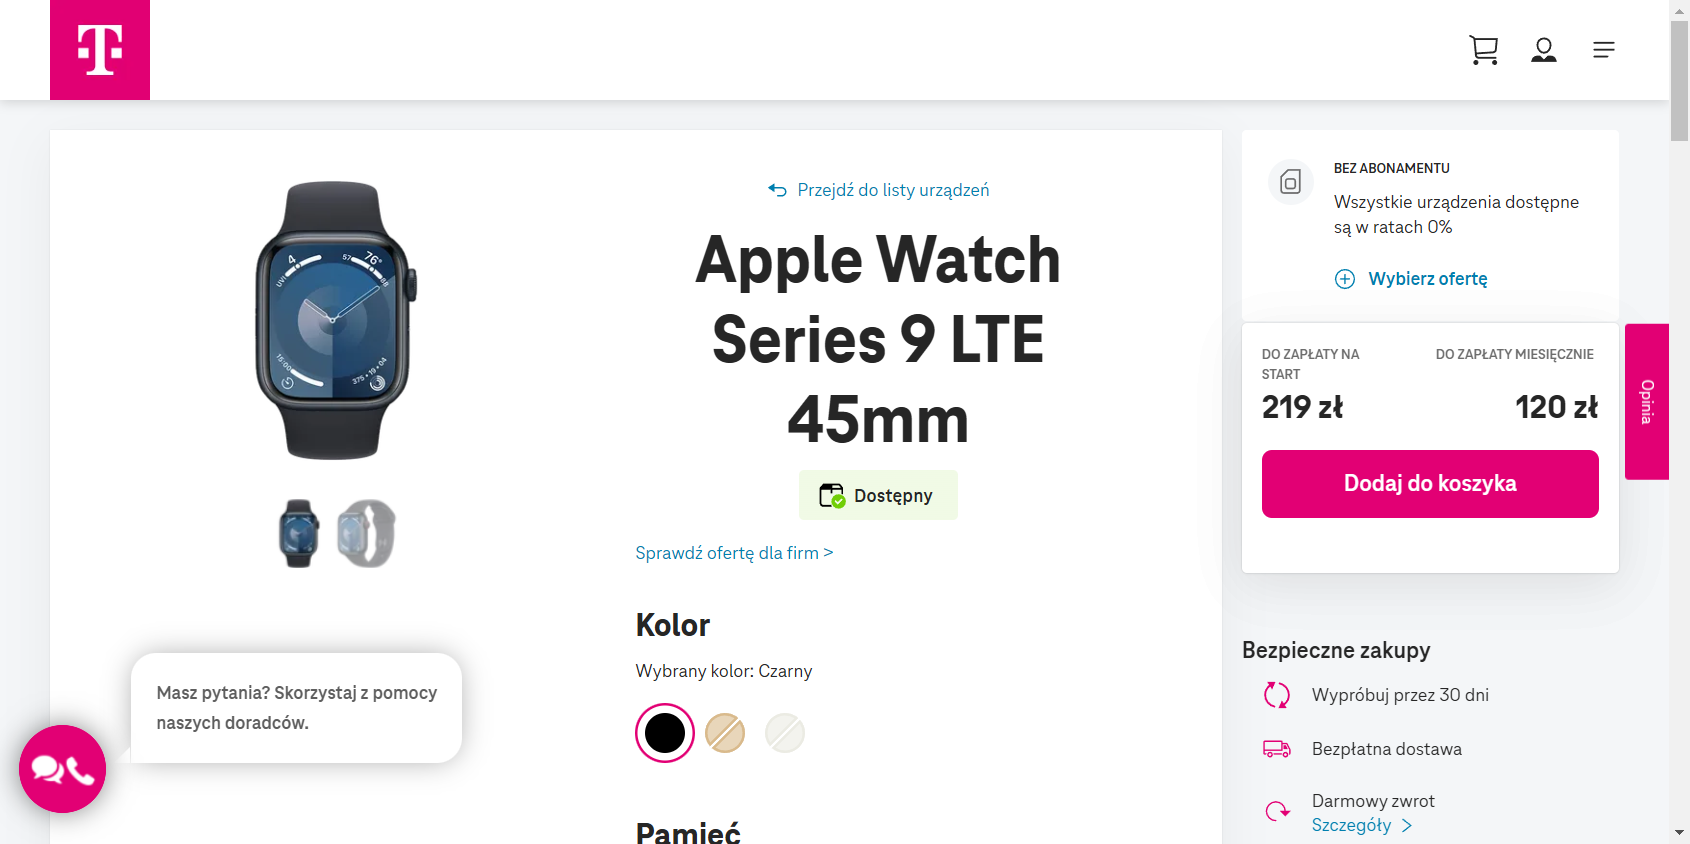 T
Przejdź do listy urządzeń
Apple Watch
Series 9 LTE
45mm
Dostępny
Sprawdź ofertę dla firm >
Kolor
Wybrany kolor: Czarny
Pamięć
Masz pytania? Skorzystaj z pomocy
naszych doradców.
BEZ ABONAMENTU
Wszystkie urządzenia dostępne
są w ratach 0%
Wybierz ofertę
DO ZAPŁATY NA
START
219 zł
DO ZAPŁATY MIESIĘCZNIE
120 zł
Dodaj do koszyka
Opinia
Bezpieczne zakupy
Wypróbuj przez 30 dni
Bezpłatna dostawa
Darmowy zwrot
Szczegóły >